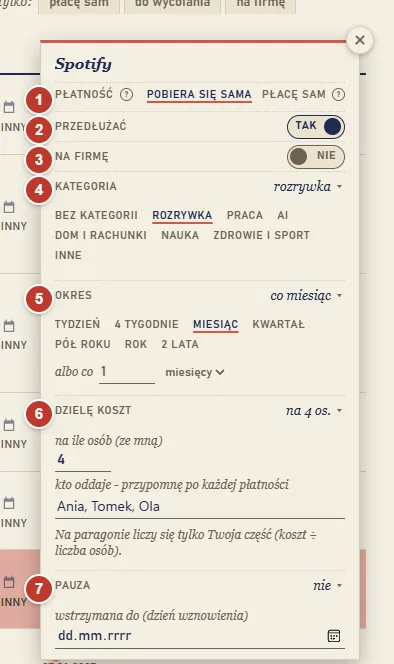 tylko:
płacę sam
do wycofania
na firmę
Spotify
1 PŁATNOŚĆ ? POBIERA SIĘ SAMA PŁACĘ SAM ?
2 PRZEDŁUŻAĆ TAK
3 NA FIRMĘ NIE
4 KATEGORIA rozrywka
BEZ KATEGORII ROZRYWKA PRACA AI
DOM I RACHUNKI NAUKA ZDROWIE I SPORT
INNE
5 OKRES co miesiąc
TYDZIEŃ 4 TYGODNIE MIESIĄC KWARTAŁ
PÓŁ ROKU ROK 2 LATA
albo co 1 miesięcy
6 DZIELĘ KOSZT na 4 os.
na ile osób (ze mną)
4
kto oddaje - przypomnę po każdej płatności
Ania, Tomek, Ola
Na paragonie liczy się tylko Twoja część (koszt ÷
liczba osób).
7 PAUZA nie
wstrzymana do (dzień wznowienia)
dd.mm.rrrr
INNY
INNY
INNY
INNY
INNY
INNY